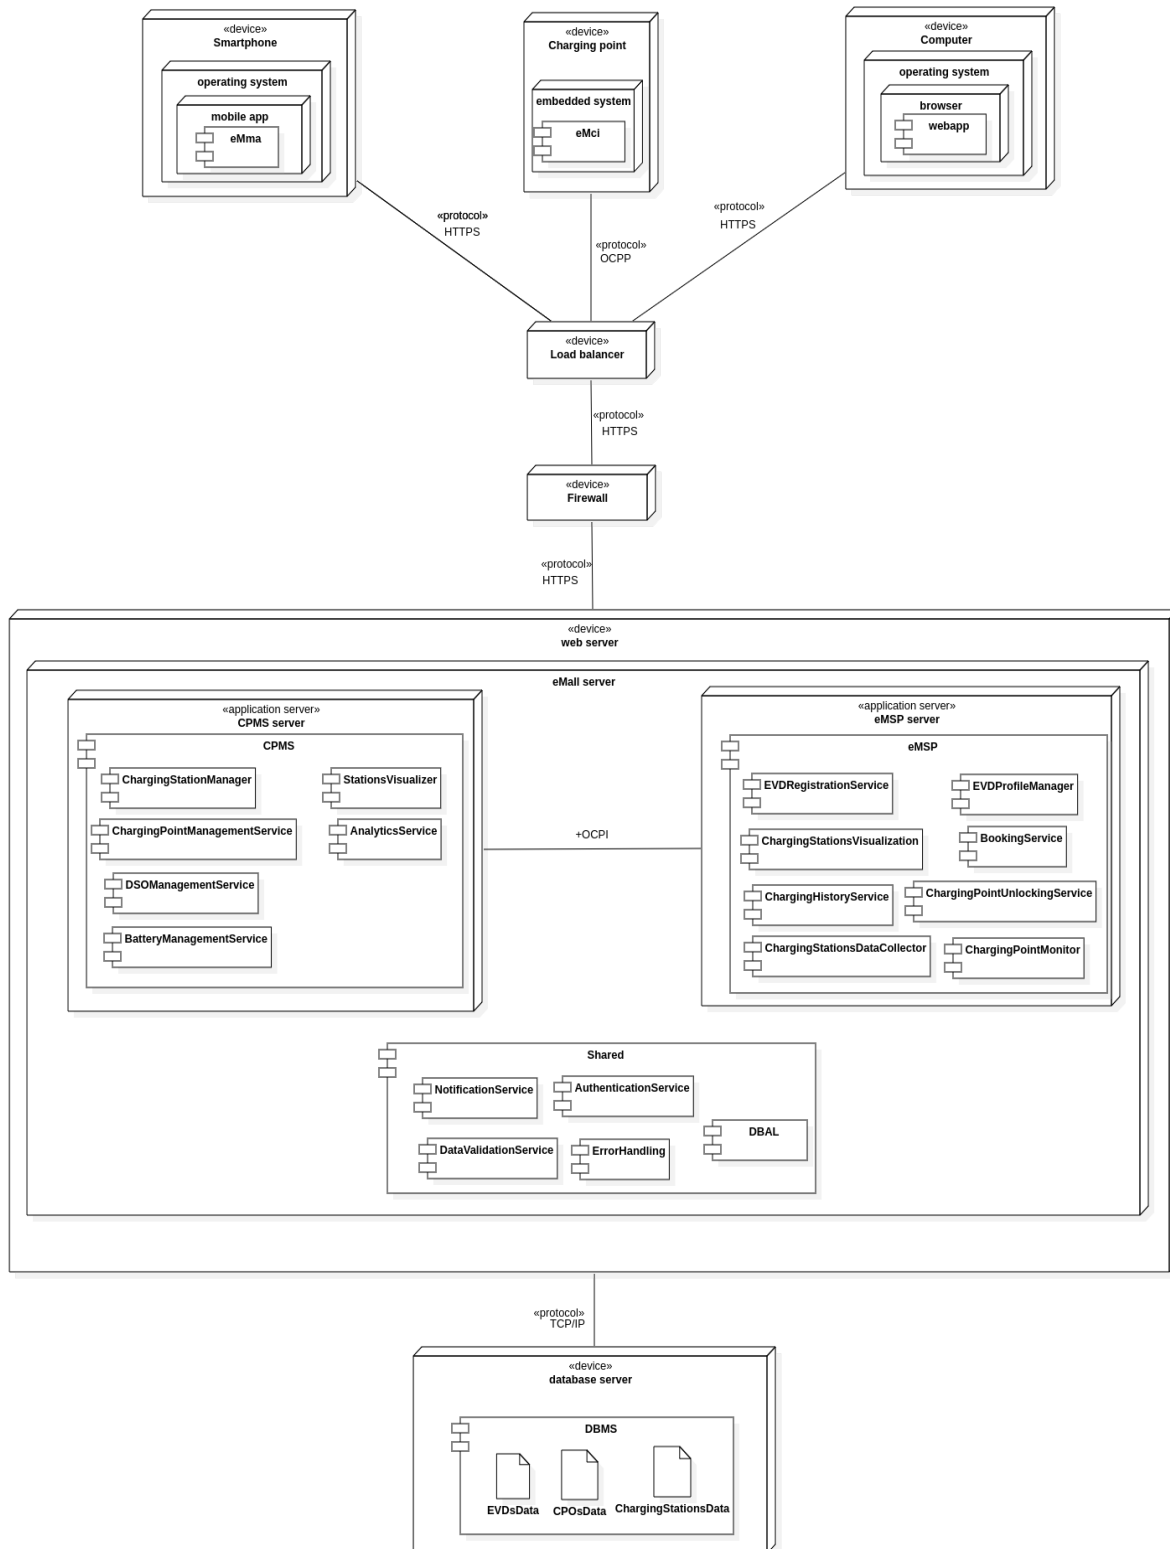 «device»
Smartphone
operating system
mobile app
eMma
«device»
Charging point
embedded system
eMci
«device»
Computer
operating system
browser
webapp
«protocol»
HTTPS
«protocol»
OCPP
«protocol»
HTTPS
«device»
Load balancer
«protocol»
HTTPS
«device»
Firewall
«protocol»
HTTPS
«device»
web server
eMall server
«application server»
CPMS server
CPMS
ChargingStationManager
StationsVisualizer
ChargingPointManagementService
AnalyticsService
DSOManagementService
BatteryManagementService
+OCPI
«application server»
eMSP server
eMSP
EVDRegistrationService
EVDProfileManager
ChargingStationsVisualization
BookingService
ChargingHistoryService
ChargingPointUnlockingService
ChargingStationsDataCollector
ChargingPointMonitor
Shared
NotificationService
AuthenticationService
DBAL
DataValidationService
ErrorHandling
«protocol»
TCP/IP
«device»
database server
DBMS
EVDsData
CPOsData
ChargingStationsData